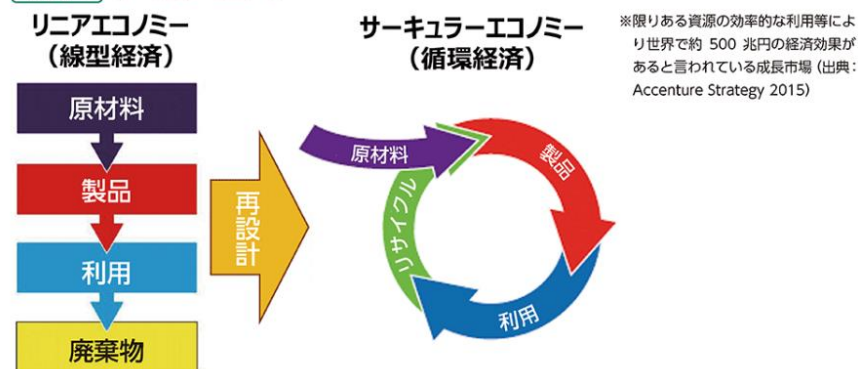 リニアエコノミー
(線型経済)
原材料
製品
利用
廃棄物
再設計
サーキュラーエコノミー
(循環経済)
原材料
製品
利用
リサイクル
※限りある資源の効率的な利用等によ
り世界で約 500 兆円の経済効果が
あると言われている成長市場（出典：
Accenture Strategy 2015）